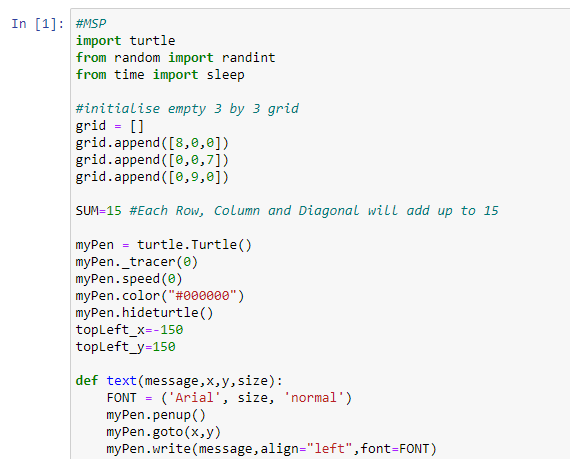 In [1]: #MSP
import turtle
from random import randint
from time import sleep
#initialise empty 3 by 3 grid
grid = []
grid.append([8,0,0])
grid.append([0,0,7])
grid.append([0,9,0])
SUM=15 #Each Row, Column and Diagonal will add up to 15
myPen = turtle.Turtle()
myPen._tracer(0)
myPen.speed(0)
myPen.color("#000000")
myPen.hideturtle()
topLeft_x=-150
topLeft_y=150
def text(message,x,y,size):
    FONT = ('Arial', size, 'normal')
    myPen.penup()
    myPen.goto(x,y)
    myPen.write(message,align="left",font=FONT)